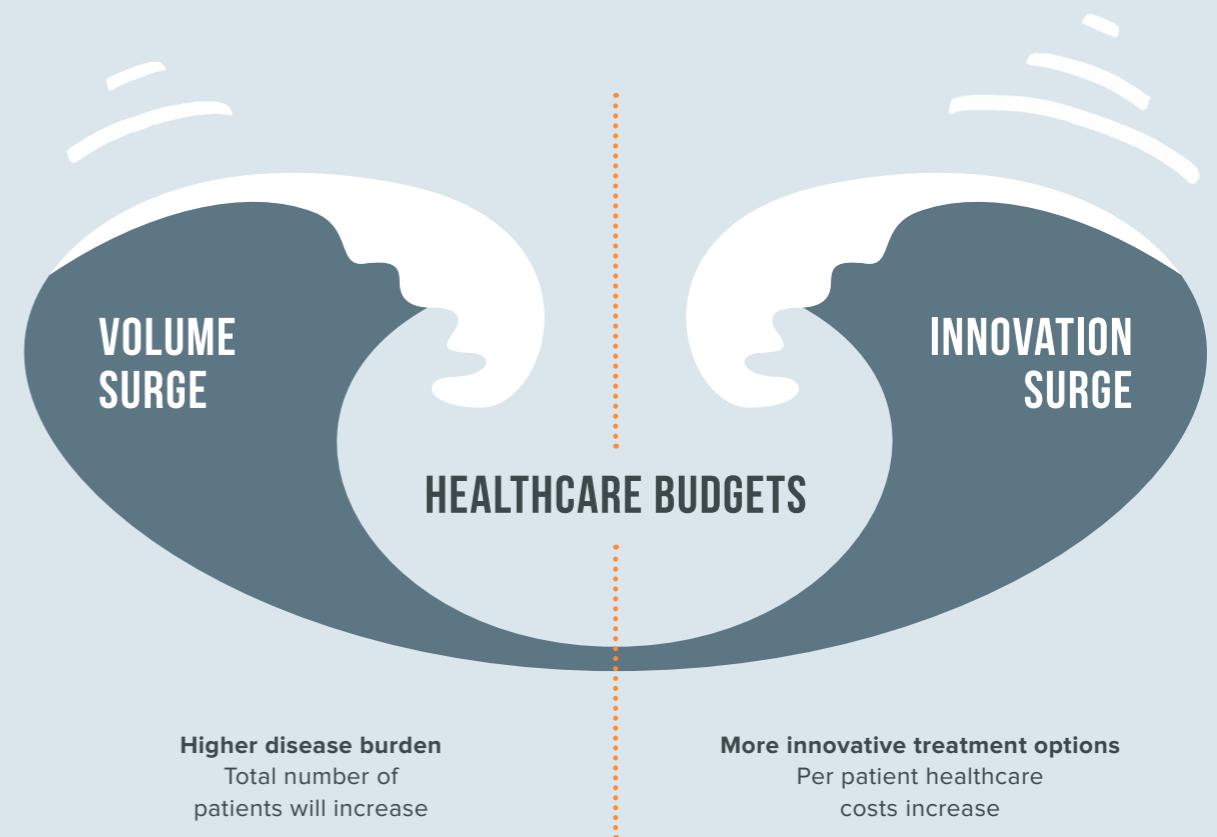 VOLUME
SURGE
INNOVATION
SURGE
HEALTHCARE BUDGETS
Higher disease burden
Total number of
patients will increase
More innovative treatment options
Per patient healthcare
costs increase